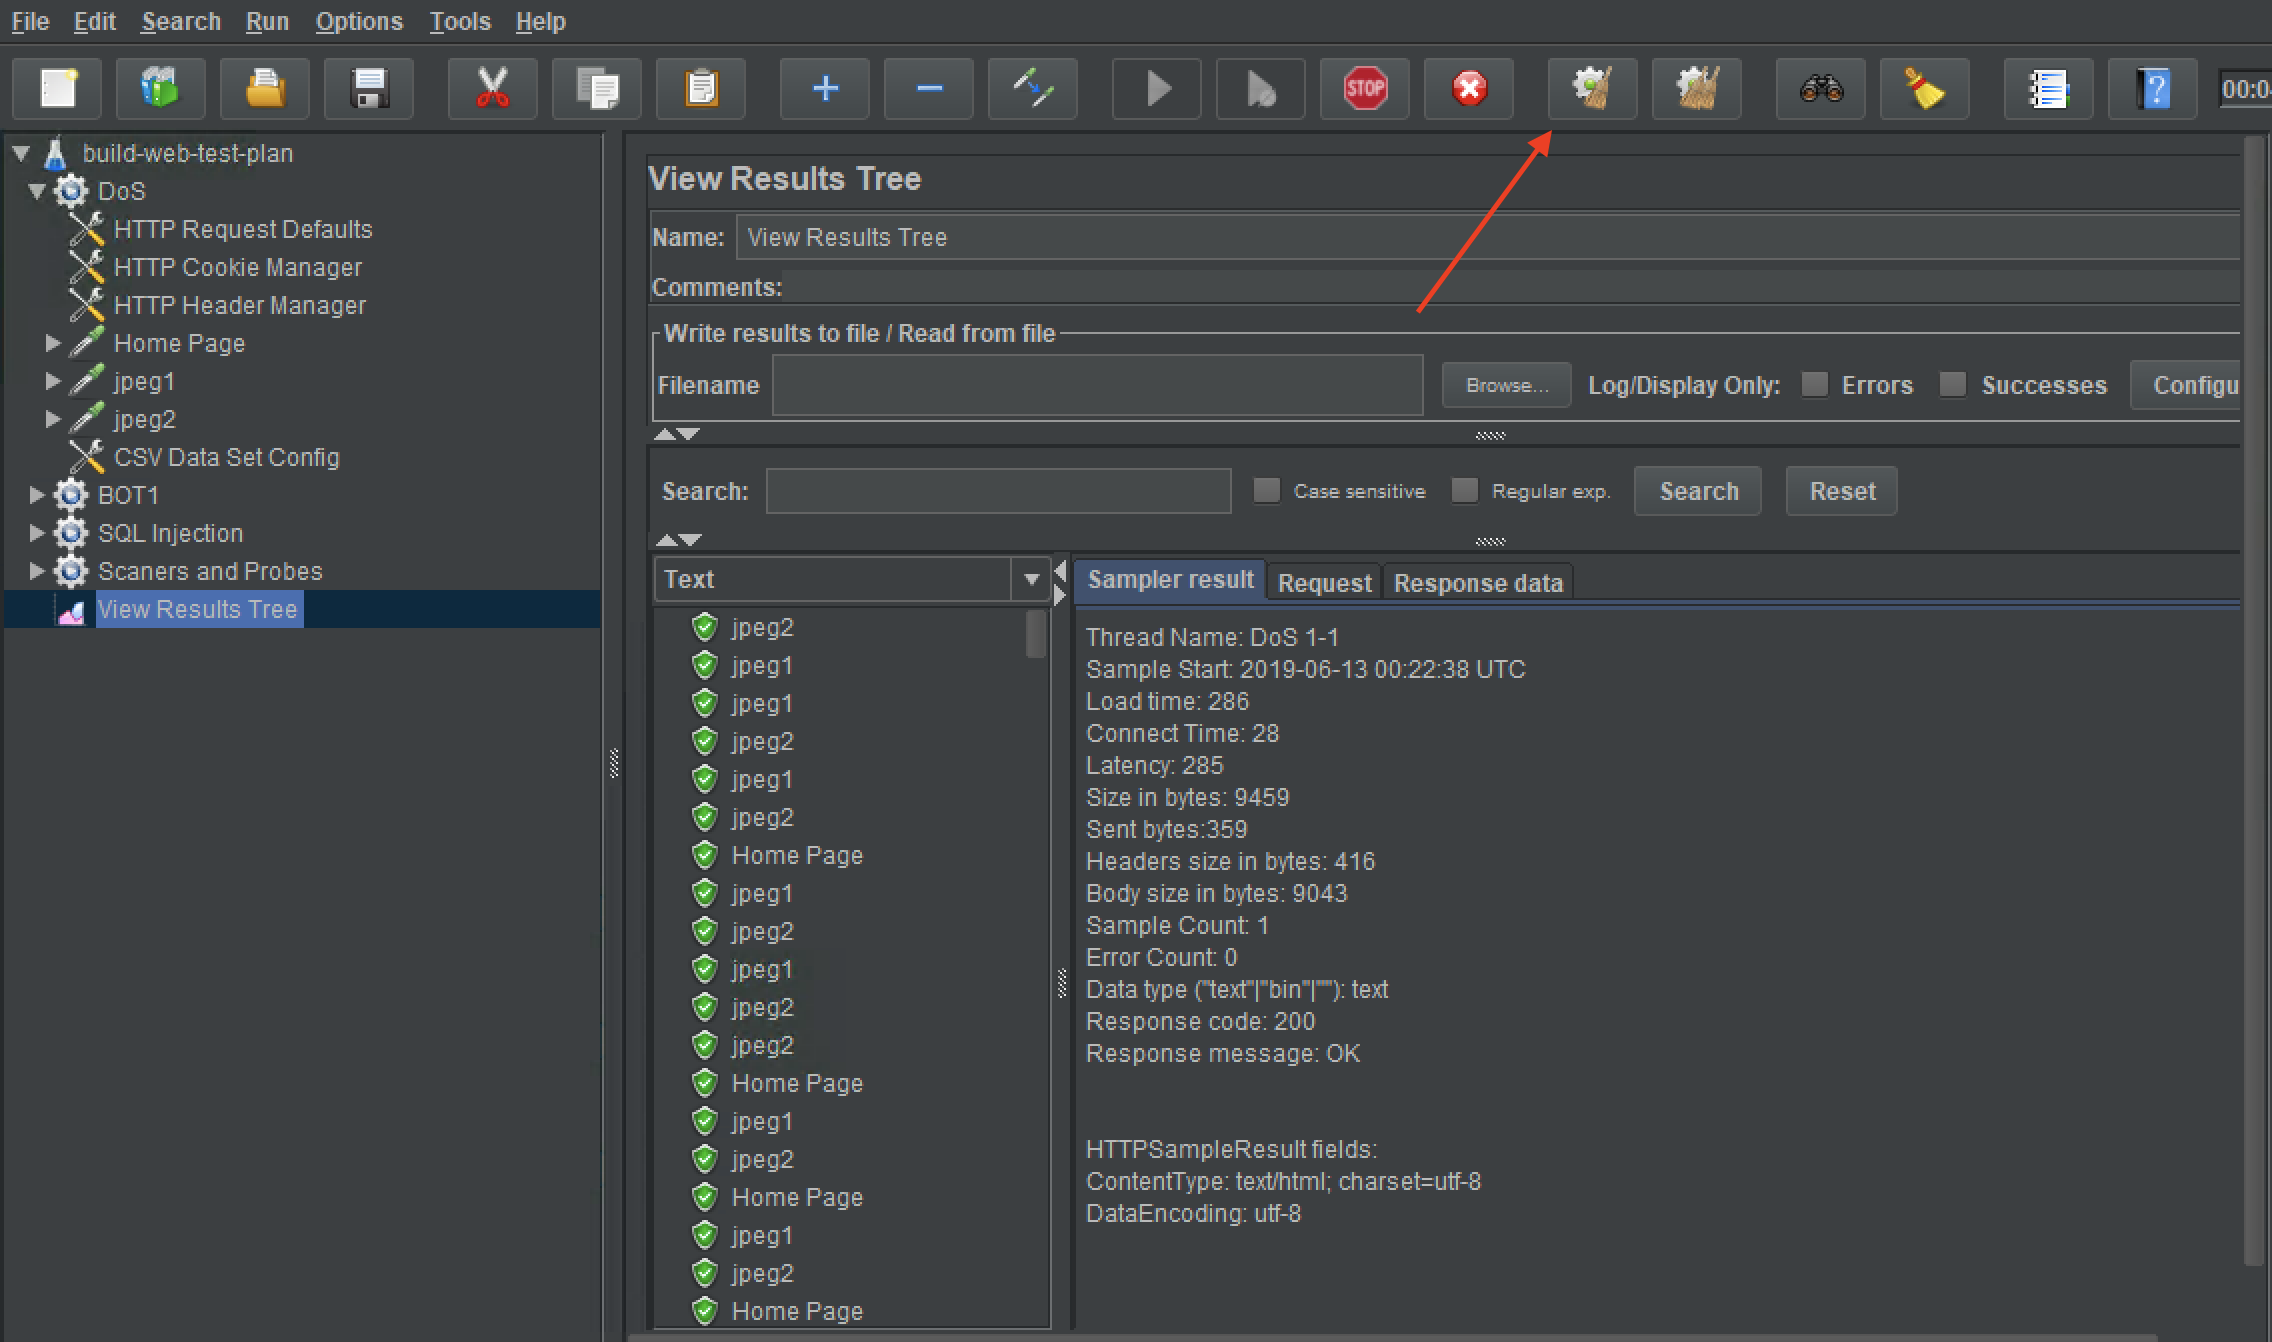 File Edit Search Run Options Tools Help
STOP
?
00:0
build-web-test-plan
DoS
HTTP Request Defaults
HTTP Cookie Manager
HTTP Header Manager
Home Page
jpeg1
jpeg2
CSV Data Set Config
BOT1
SQL Injection
Scaners and Probes
View Results Tree
View Results Tree
Name: View Results Tree
Comments:
Write results to file / Read from file
Filename Browse... Log/Display Only: Errors Successes Configu
Search: Case sensitive Regular exp. Search Reset
Text
jpeg2
jpeg1
jpeg1
jpeg2
jpeg1
jpeg2
Home Page
jpeg1
jpeg2
jpeg1
jpeg2
jpeg2
Home Page
jpeg1
jpeg2
Home Page
jpeg1
jpeg2
Home Page
Sampler result Request Response data
Thread Name: DoS 1-1
Sample Start: 2019-06-13 00:22:38 UTC
Load time: 286
Connect Time: 28
Latency: 285
Size in bytes: 9459
Sent bytes:359
Headers size in bytes: 416
Body size in bytes: 9043
Sample Count: 1
Error Count: 0
Data type ("text"|"bin"|""): text
Response code: 200
Response message: OK
HTTPSampleResult fields:
ContentType: text/html; charset=utf-8
DataEncoding: utf-8